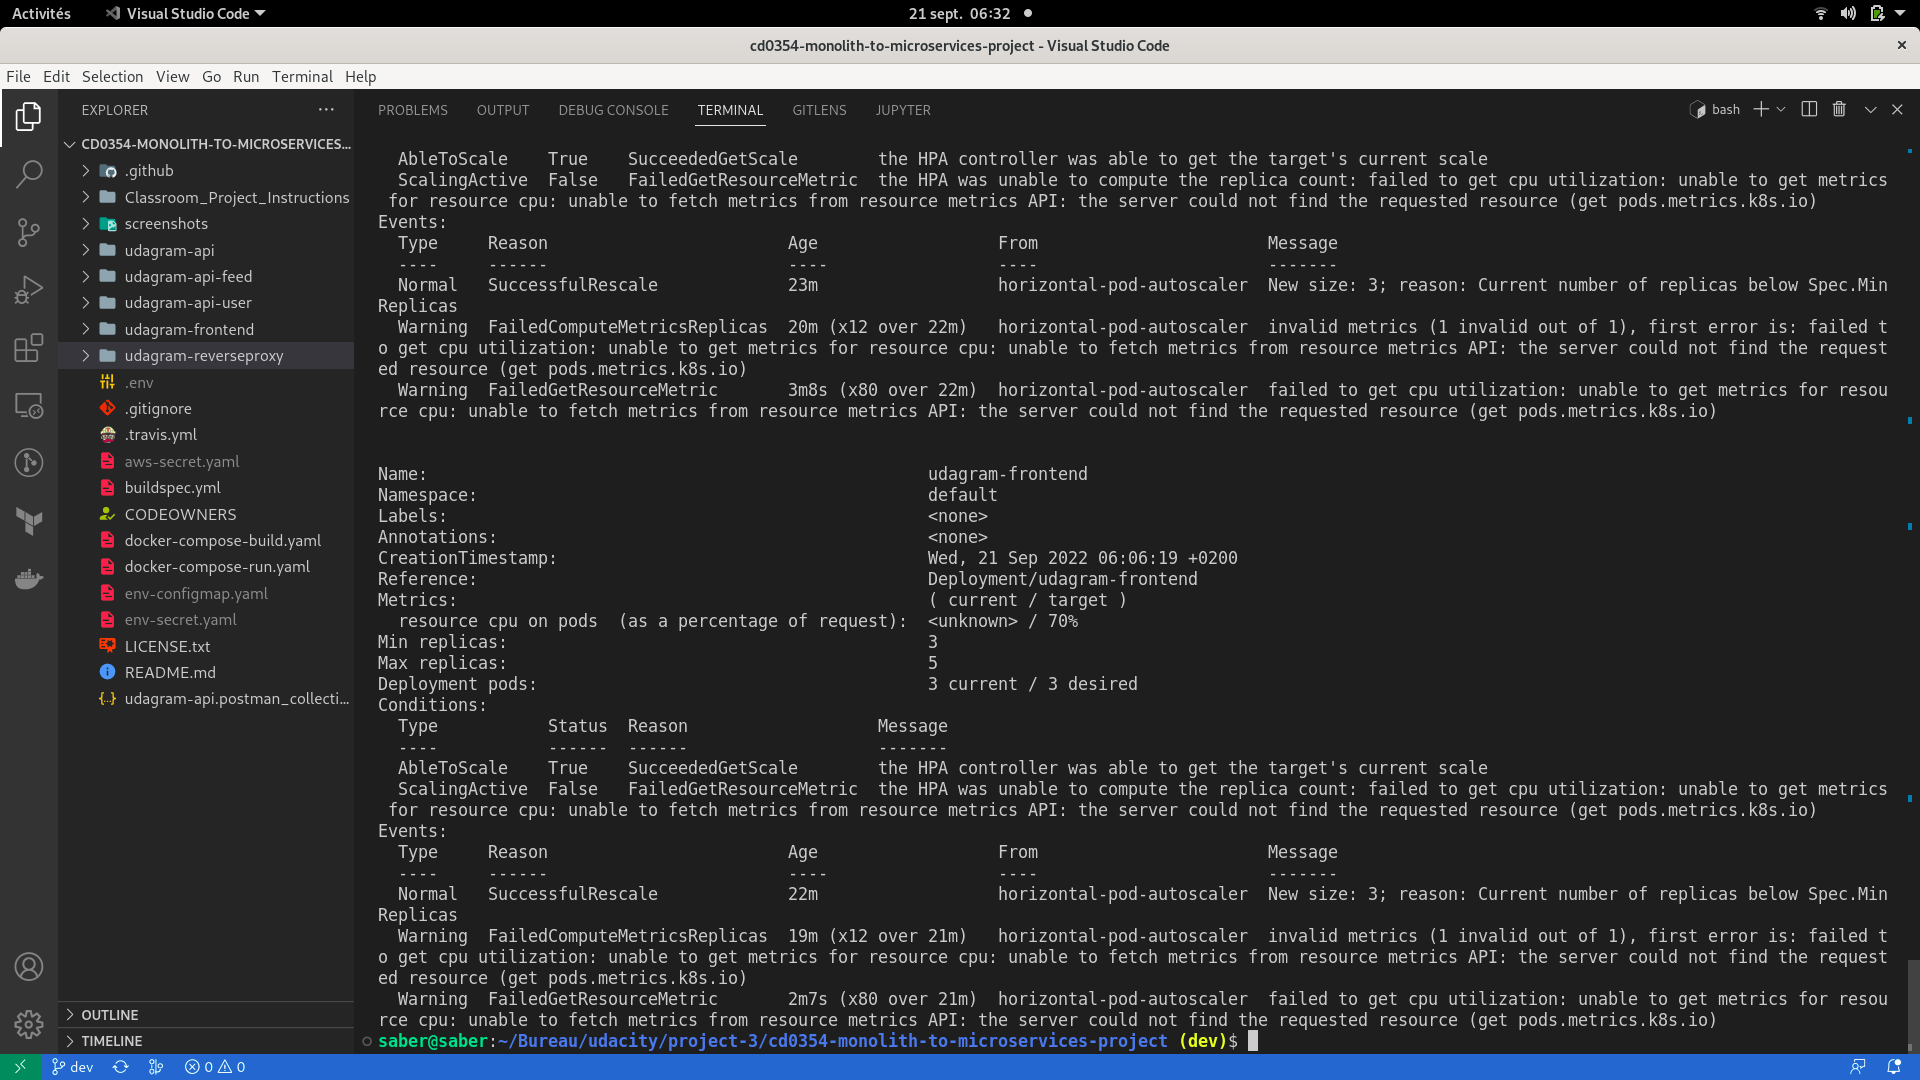 Activités
Visual Studio Code
21 sept. 06:32
cd0354-monolith-to-microservices-project - Visual Studio Code
File Edit Selection View Go Run Terminal Help
EXPLORER
CD0354-MONOLITH-TO-MICROSERVICES...
.github
Classroom_Project_Instructions
screenshots
udagram-api
udagram-api-feed
udagram-api-user
udagram-frontend
udagram-reverseproxy
.env
.gitignore
.travis.yml
aws-secret.yaml
buildspec.yml
CODEOWNERS
docker-compose-build.yaml
docker-compose-run.yaml
env-configmap.yaml
env-secret.yaml
LICENSE.txt
README.md
udagram-api.postman_collecti...
OUTLINE
TIMELINE
PROBLEMS OUTPUT DEBUG CONSOLE TERMINAL GITLENS JUPYTER
bash
AbleToScale True SucceededGetScale the HPA controller was able to get the target's current scale
ScalingActive False FailedGetResourceMetric the HPA was unable to compute the replica count: failed to get cpu utilization: unable to get metrics
for resource cpu: unable to fetch metrics from resource metrics API: the server could not find the requested resource (get pods.metrics.k8s.io)
Events:
Type Reason Age From Message
---- ------ ---- ---- -------
Normal SuccessfulRescale 23m horizontal-pod-autoscaler New size: 3; reason: Current number of replicas below Spec.Min
Replicas
Warning FailedComputeMetricsReplicas 20m (x12 over 22m) horizontal-pod-autoscaler invalid metrics (1 invalid out of 1), first error is: failed t
o get cpu utilization: unable to get metrics for resource cpu: unable to fetch metrics from resource metrics API: the server could not find the request
ed resource (get pods.metrics.k8s.io)
Warning FailedGetResourceMetric 3m8s (x80 over 22m) horizontal-pod-autoscaler failed to get cpu utilization: unable to get metrics for resou
rce cpu: unable to fetch metrics from resource metrics API: the server could not find the requested resource (get pods.metrics.k8s.io)
Name: udagram-frontend
Namespace: default
Labels: <none>
Annotations: <none>
CreationTimestamp: Wed, 21 Sep 2022 06:06:19 +0200
Reference: Deployment/udagram-frontend
Metrics: ( current / target )
resource cpu on pods (as a percentage of request): <unknown> / 70%
Min replicas: 3
Max replicas: 5
Deployment pods: 3 current / 3 desired
Conditions:
Type Status Reason Message
---- ------ ------ -------
AbleToScale True SucceededGetScale the HPA controller was able to get the target's current scale
ScalingActive False FailedGetResourceMetric the HPA was unable to compute the replica count: failed to get cpu utilization: unable to get metrics
for resource cpu: unable to fetch metrics from resource metrics API: the server could not find the requested resource (get pods.metrics.k8s.io)
Events:
Type Reason Age From Message
---- ------ ---- ---- -------
Normal SuccessfulRescale 22m horizontal-pod-autoscaler New size: 3; reason: Current number of replicas below Spec.Min
Replicas
Warning FailedComputeMetricsReplicas 19m (x12 over 21m) horizontal-pod-autoscaler invalid metrics (1 invalid out of 1), first error is: failed t
o get cpu utilization: unable to get metrics for resource cpu: unable to fetch metrics from resource metrics API: the server could not find the request
ed resource (get pods.metrics.k8s.io)
Warning FailedGetResourceMetric 2m7s (x80 over 21m) horizontal-pod-autoscaler failed to get cpu utilization: unable to get metrics for resou
rce cpu: unable to fetch metrics from resource metrics API: the server could not find the requested resource (get pods.metrics.k8s.io)
saber@saber:~/Bureau/udacity/project-3/cd0354-monolith-to-microservices-project (dev)$
dev 0 0